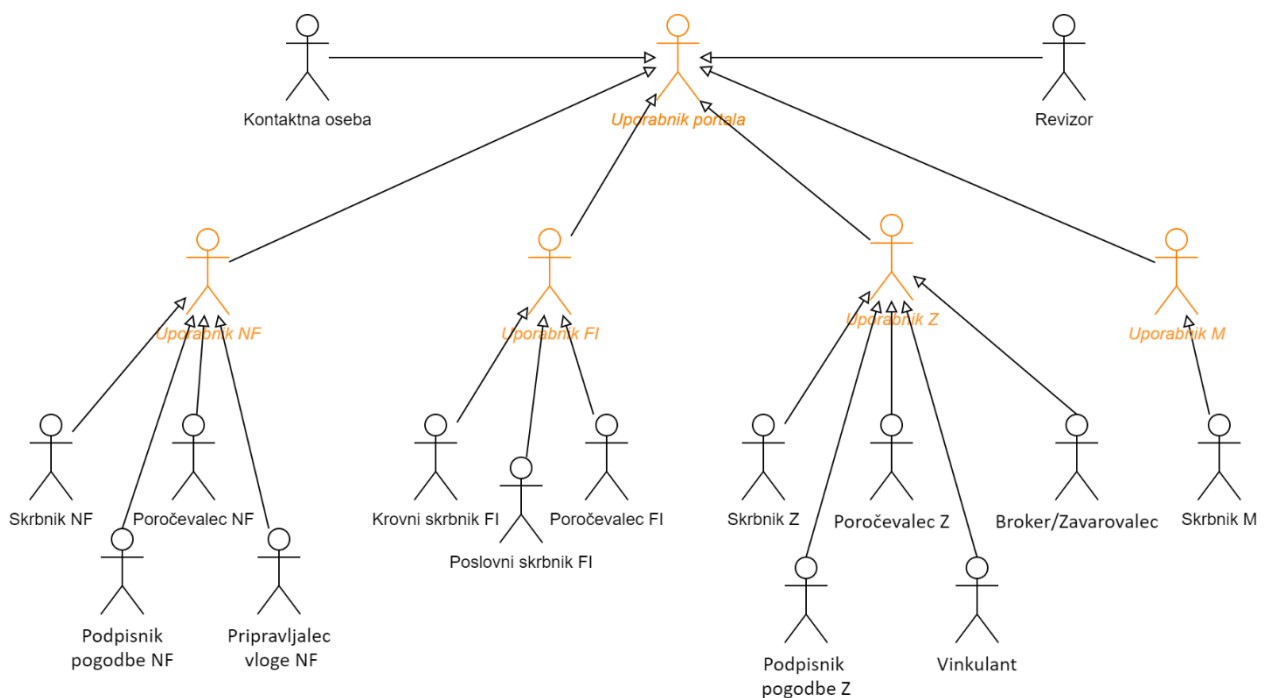 Kontaktna oseba
Uporabnik portala
Revizor
Uporabnik NF
Uporabnik FI
Uporabnik Z
Uporabnik M
Skrbnik NF
Poročevalec NF
Krovni skrbnik FI
Poročevalec FI
Skrbnik Z
Poročevalec Z
Broker/Zavarovalec
Skrbnik M
Poslovni skrbnik FI
Podpisnik
pogodbe NF
Pripravljalec
vloge NF
Podpisnik
pogodbe Z
Vinkulant